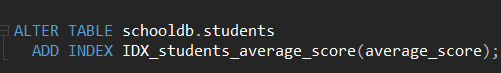 ALTER TABLE schooldb.students
ADD INDEX IDX_students_average_score(average_score);